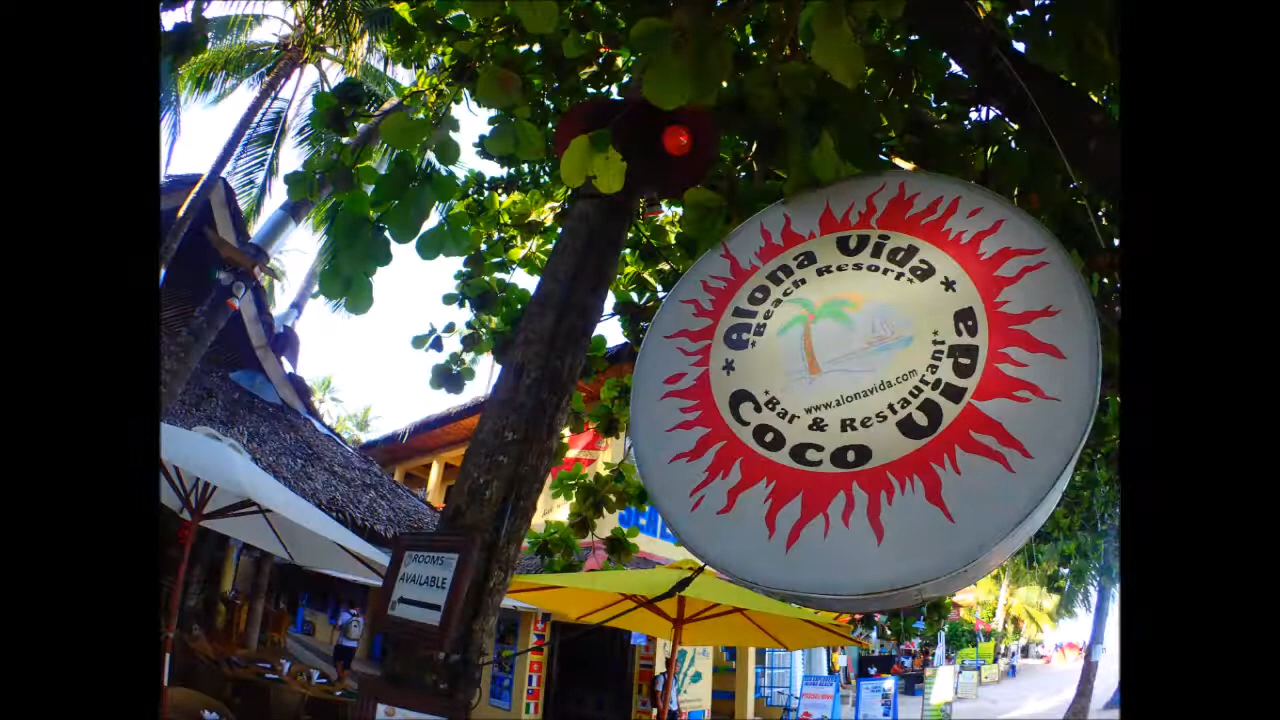 *Alona Vida*
*Beach Resort*
www.alonavida.com
*Bar & Restaurant*
Coco Vida
ROOMS
AVAILABLE